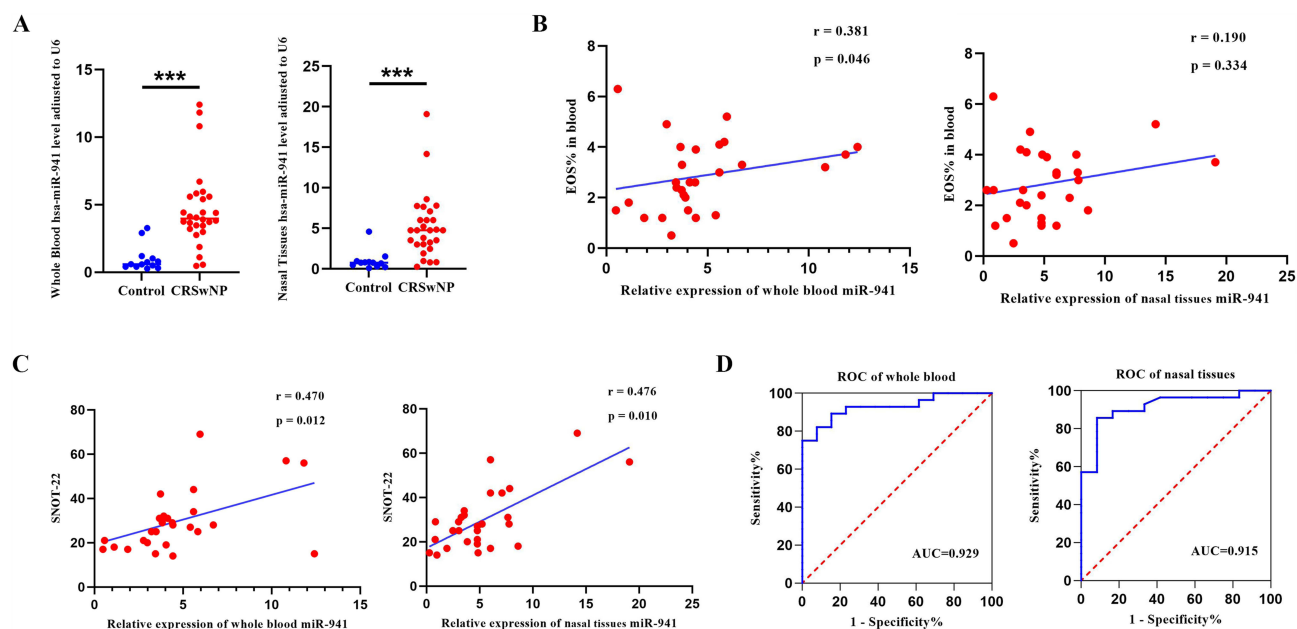 A
Whole Blood hsa-miR-941 level adiusted to U6
15
10
5
0
***
Control CRSwNP
Nasal Tissues hsa-miR-941 level adiusted to U6
25
20
15
10
5
0
***
Control CRSwNP
B
r = 0.381
p = 0.046
EOS% in blood
8
6
4
2
0
0 5 10 15
Relative expression of whole blood miR-941
r = 0.190
p = 0.334
EOS% in blood
8
6
4
2
0
0 5 10 15 20 25
Relative expression of nasal tissues miR-941
C
r = 0.470
p = 0.012
SNOT-22
80
60
40
20
0
0 5 10 15
Relative expression of whole blood miR-941
r = 0.476
p = 0.010
SNOT-22
80
60
40
20
0
0 5 10 15 20 25
Relative expression of nasal tissues miR-941
D
ROC of whole blood
Sensitivity%
100
80
60
40
20
0
AUC=0.929
0 20 40 60 80 100
1 - Specificity%
ROC of nasal tissues
Sensitivity%
100
80
60
40
20
0
AUC=0.915
0 20 40 60 80 100
1 - Specificity%